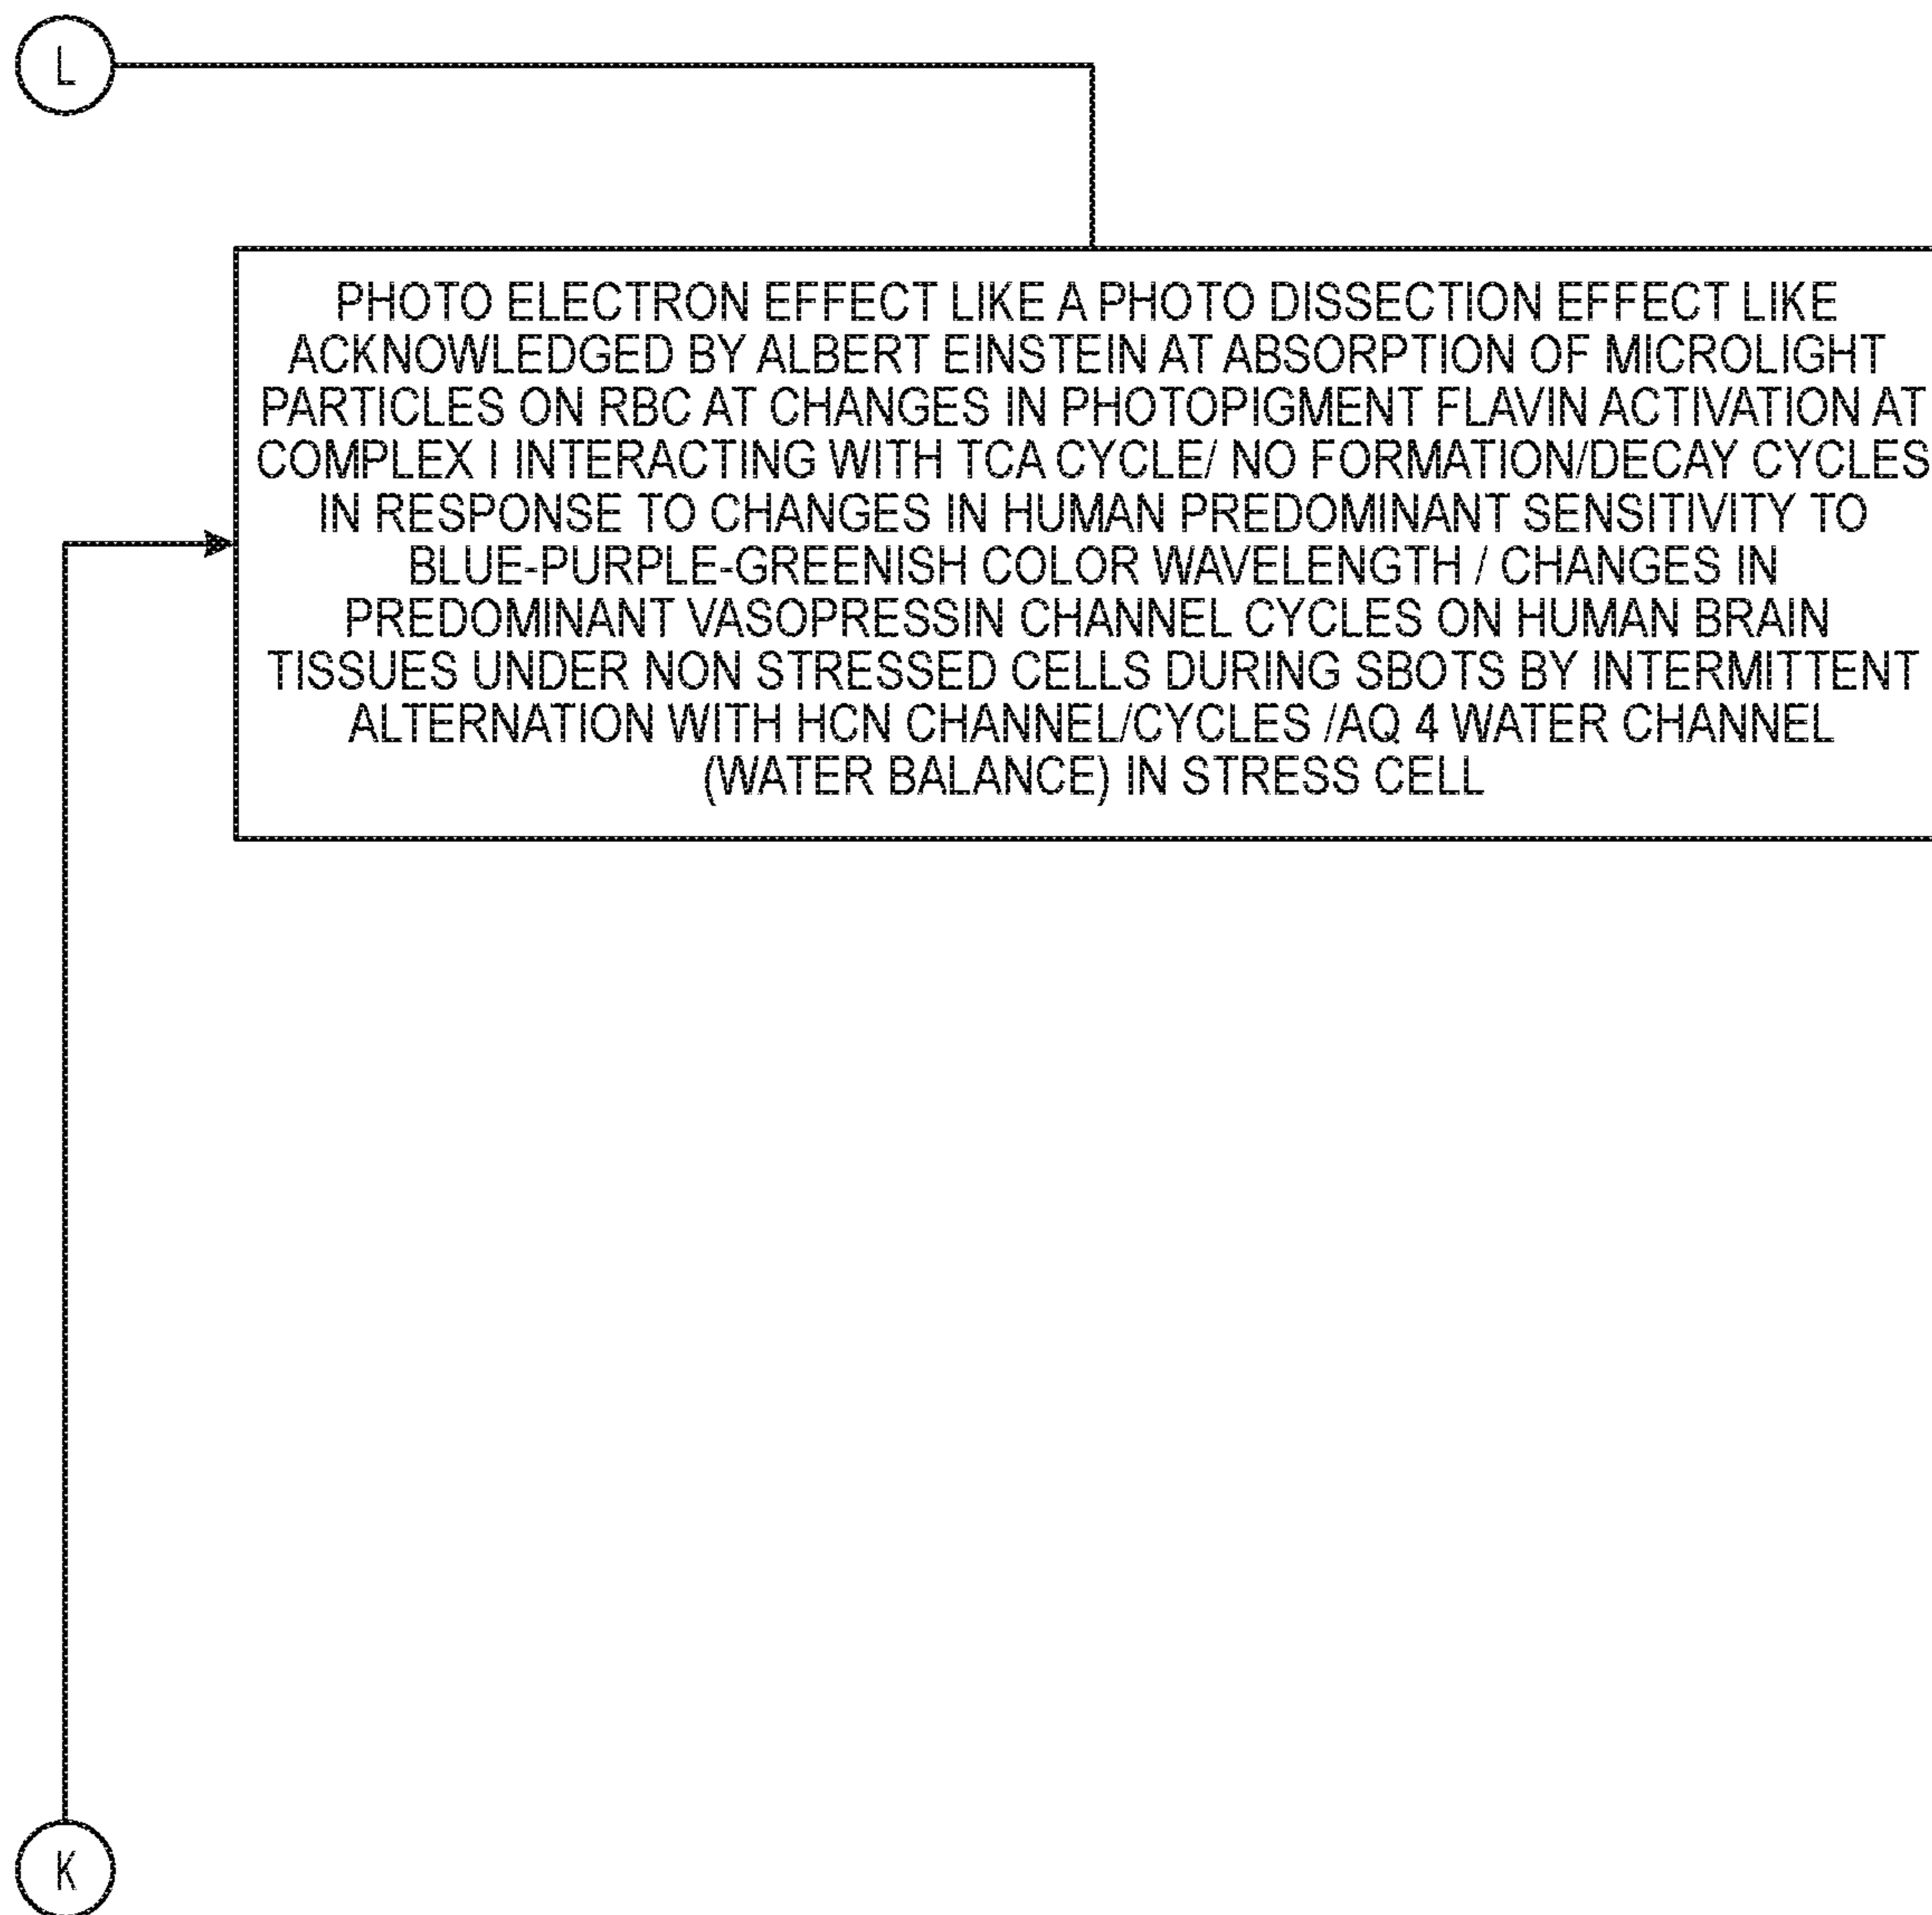 L
PHOTO ELECTRON EFFECT LIKE A PHOTO DISSECTION EFFECT LIKE
ACKNOWLEDGED BY ALBERT EINSTEIN AT ABSORPTION OF MICROLIGHT
PARTICLES ON RBC AT CHANGES IN PHOTOPIGMENT FLAVIN ACTIVATION AT
COMPLEX I INTERACTING WITH TCA CYCLE/ NO FORMATION/DECAY CYCLES
IN RESPONSE TO CHANGES IN HUMAN PREDOMINANT SENSITIVITY TO
BLUE-PURPLE-GREENISH COLOR WAVELENGTH / CHANGES IN
PREDOMINANT VASOPRESSIN CHANNEL CYCLES ON HUMAN BRAIN
TISSUES UNDER NON STRESSED CELLS DURING SBOTS BY INTERMITTENT
ALTERNATION WITH HCN CHANNEL/CYCLES /AQ 4 WATER CHANNEL
(WATER BALANCE) IN STRESS CELL
K